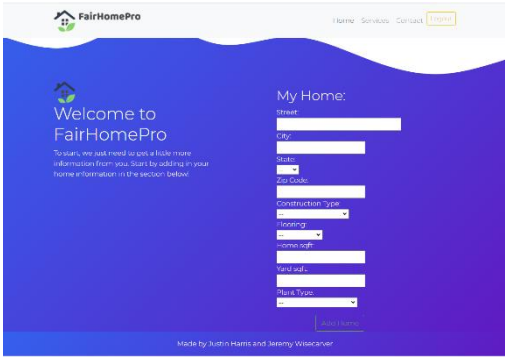 FairHomePro
Home Services Contact
My Home:
Welcome to
FairHomePro
To start, we just need to get a little more
information from you. Start by adding in your
home information in the section below!
Street:
City:
State:
Zip Code:
Construction Type:
--
Flooring:
--
Home sqft:
Yard sqft:
Plant Type:
--
Add Home
Made by Justin Harris and Jeremy Wisecarver